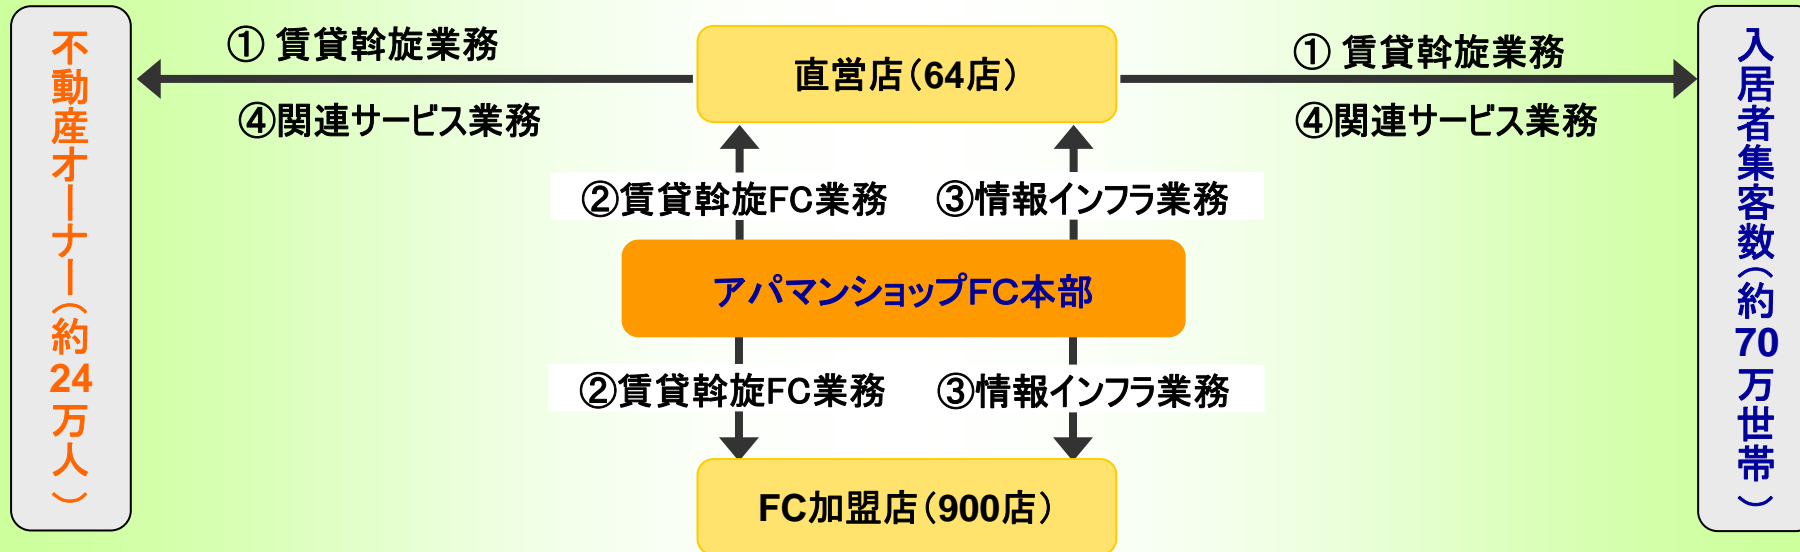 不動産オーナー（約24万人）
① 賃貸斡旋業務
④関連サービス業務
直営店（64店）
① 賃貸斡旋業務
④関連サービス業務
②賃貸斡旋FC業務
③情報インフラ業務
アパマンショップFC本部
②賃貸斡旋FC業務
③情報インフラ業務
FC加盟店（900店）
入居者集客数（約70万世帯）